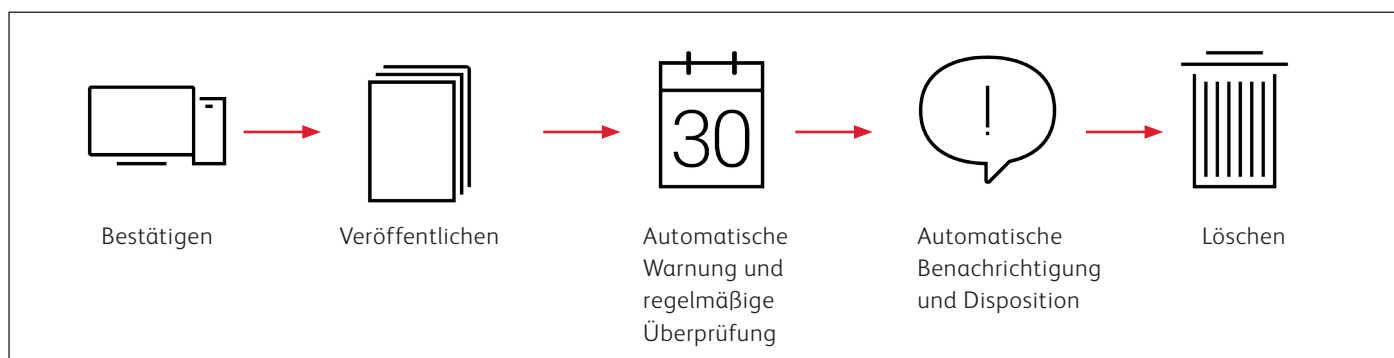 30
!
Bestätigen
Veröffentlichen
Automatische
Warnung und
regelmäßige
Überprüfung
Automatische
Benachrichtigung
und Disposition
Löschen